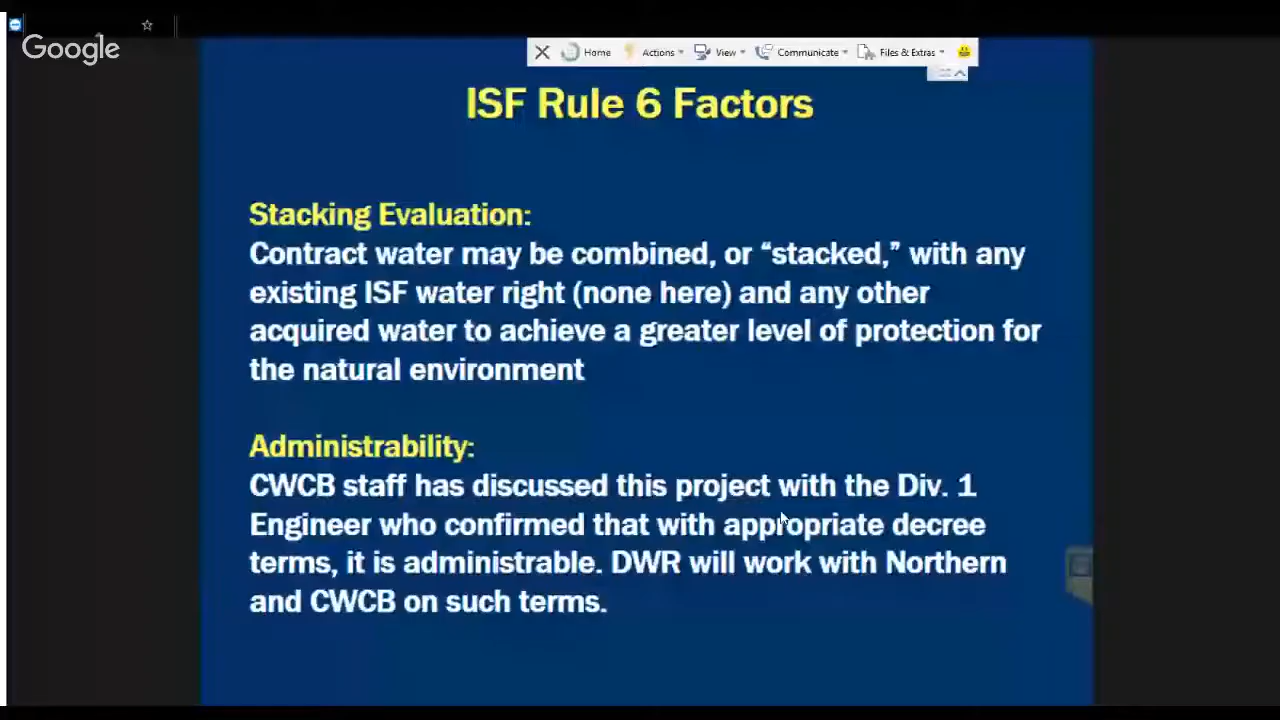 Google
Home Actions View Communicate Files & Extras
ISF Rule 6 Factors
Stacking Evaluation:
Contract water may be combined, or “stacked,” with any
existing ISF water right (none here) and any other
acquired water to achieve a greater level of protection for
the natural environment
Administrability:
CWCB staff has discussed this project with the Div. 1
Engineer who confirmed that with appropriate decree
terms, it is administrable. DWR will work with Northern
and CWCB on such terms.